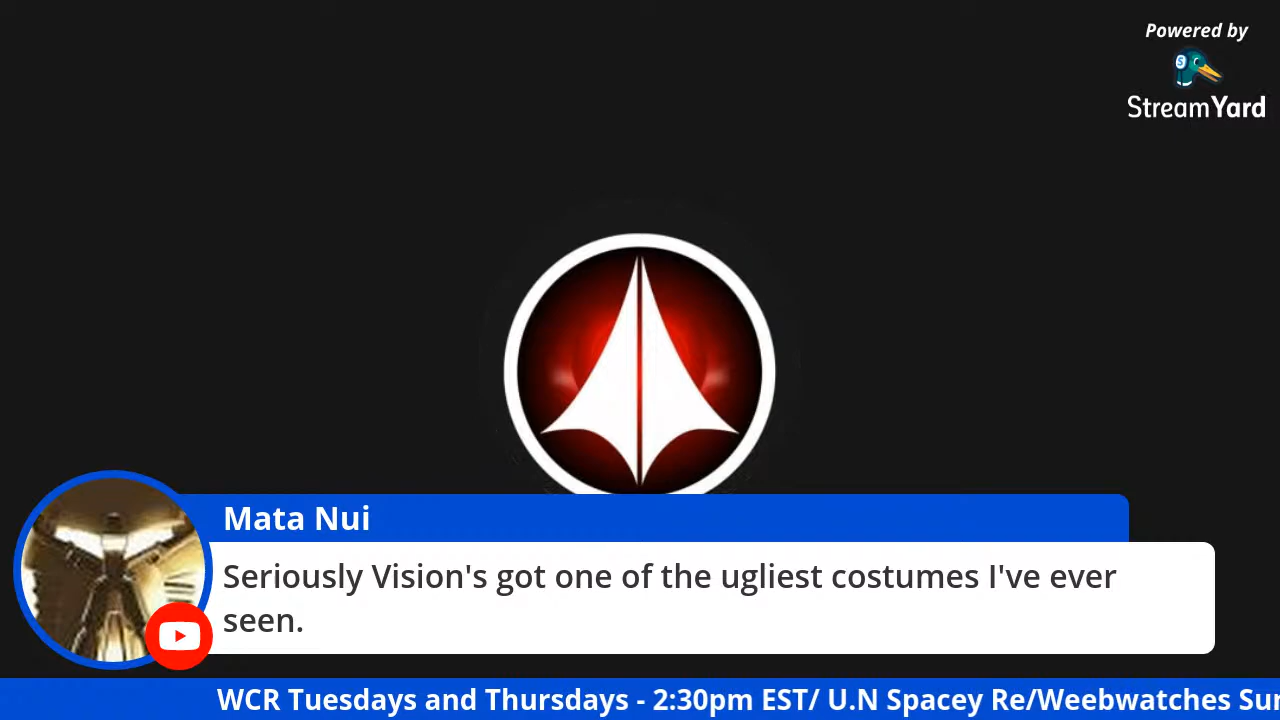 Powered by
StreamYard
Mata Nui
Seriously Vision's got one of the ugliest costumes I've ever
seen.
WCR Tuesdays and Thursdays - 2:30pm EST/ U.N Spacey Re/Weebwatches Sun